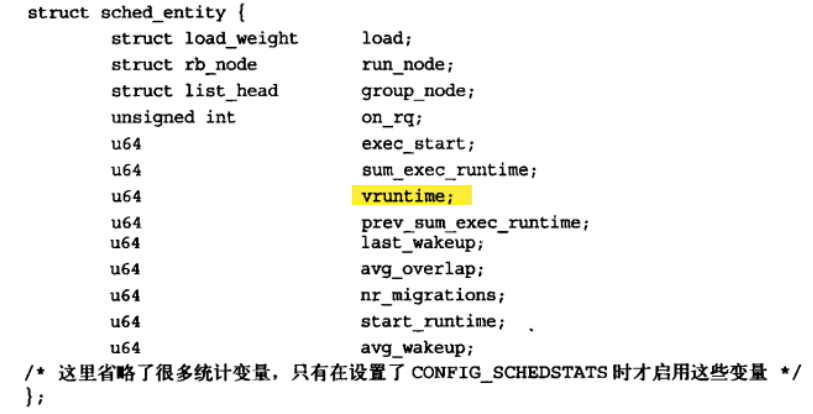 struct sched_entity {
struct load_weight load;
struct rb_node run_node;
struct list_head group_node;
unsigned int on_rq;
u64 exec_start;
u64 sum_exec_runtime;
u64 vruntime;
u64 prev_sum_exec_runtime;
u64 last_wakeup;
u64 avg_overlap;
u64 nr_migrations;
u64 start_runtime;
u64 avg_wakeup;
/* 这里省略了很多统计变量，只有在设置了 CONFIG_SCHEDSTATS 时才启用这些变量 */
};